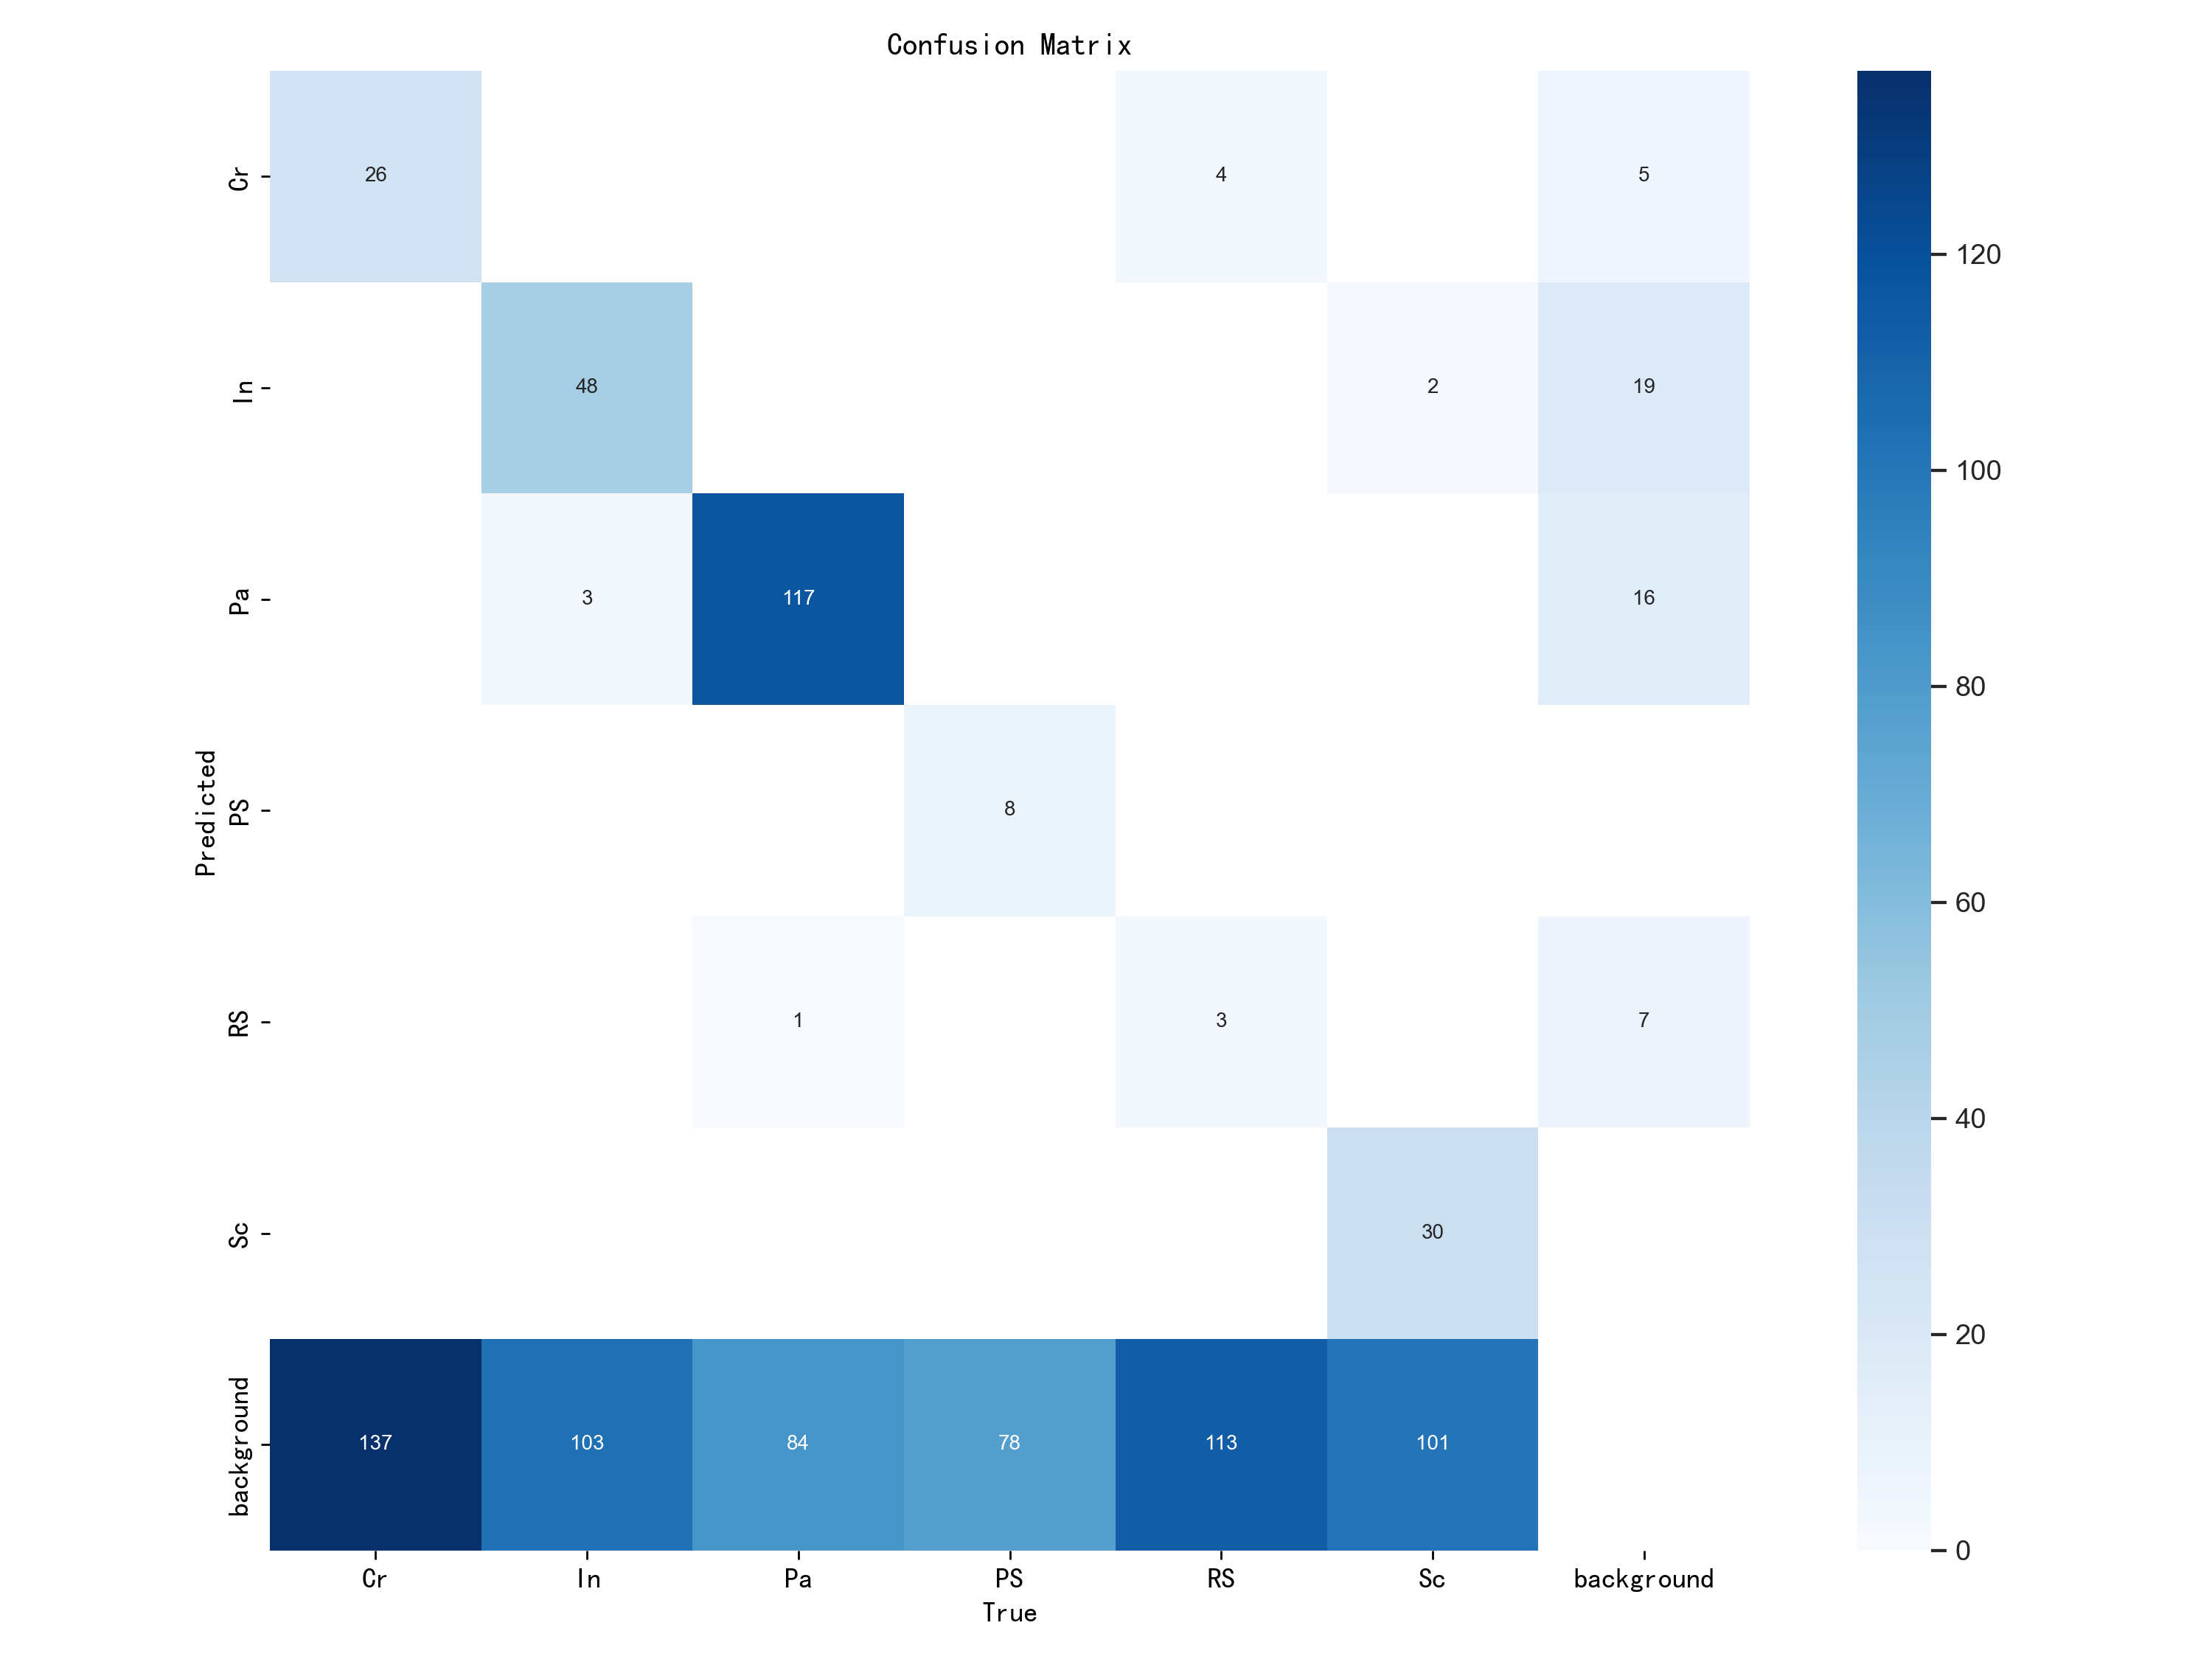 Confusion Matrix
Cr 26 4 5
In 48 2 19
Pa 3 117 16
PS 8
RS 1 3 7
Sc 30
background 137 103 84 78 113 101
Cr In Pa PS RS Sc background
True
Predicted
120
100
80
60
40
20
0